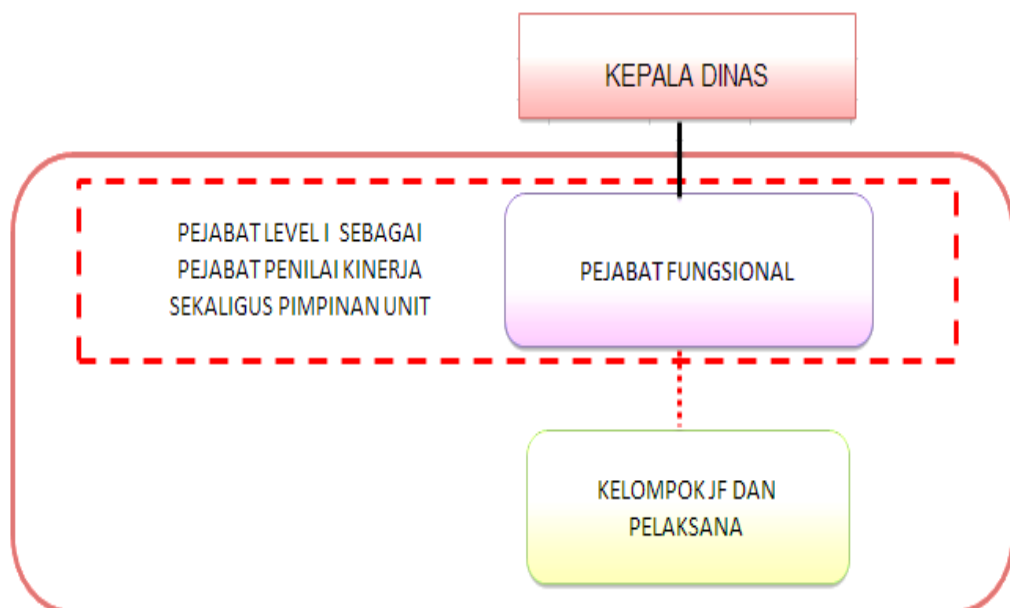 KEPALA DINAS
PEJABAT LEVEL I SEBAGAI
PEJABAT PENILAI KINERJA
SEKALIGUS PIMPINAN UNIT
PEJABAT FUNGSIONAL
KELOMPOK JF DAN
PELAKSANA